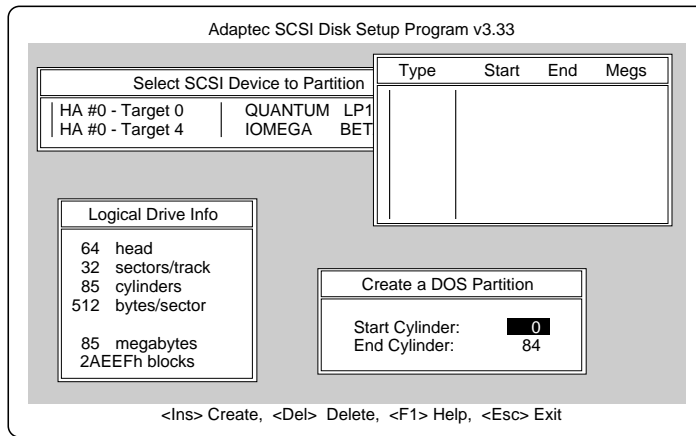 Adaptec SCSI Disk Setup Program v3.33
Select SCSI Device to Partition
HA #0 - Target 0 QUANTUM LP1
HA #0 - Target 4 IOMEGA BET
Type Start End Megs
Logical Drive Info
64 head
32 sectors/track
85 cylinders
512 bytes/sector
85 megabytes
2AEEFh blocks
Create a DOS Partition
Start Cylinder: 0
End Cylinder: 84
<Ins> Create, <Del> Delete, <F1> Help, <Esc> Exit